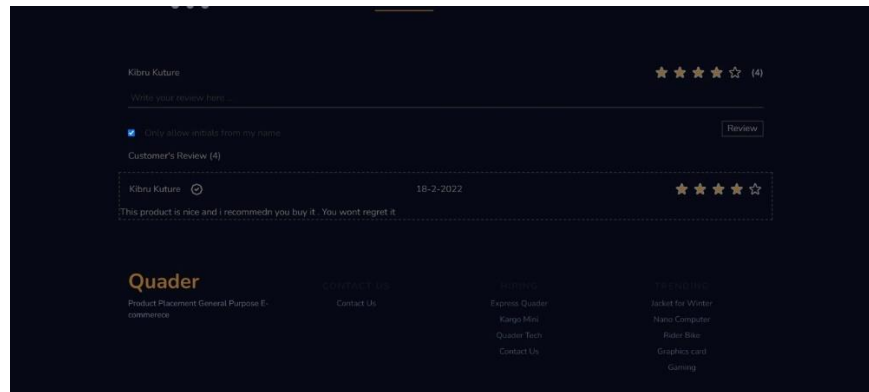 Kibru Kuture (4)
Write your review here ...
Only allow initials from my name
Review
Customer's Review (4)
Kibru Kuture 18-2-2022
This product is nice and i recommedn you buy it . You wont regret it
Quader CONTACT US TRENDING
Product Placement General Purpose E-
commerece
Contact Us Express Quader Jacket for Winter
Kango Mini Nano Computer
Quader Tech Rider Bike
Contact Us Graphics card
Gaming